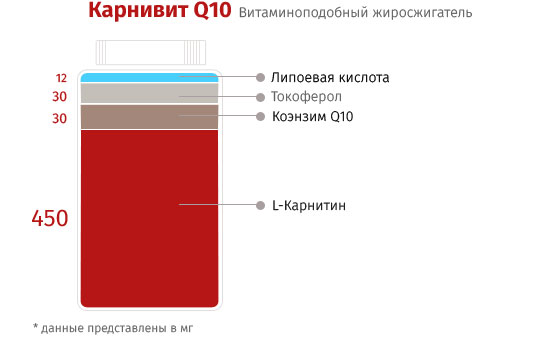 Карнивит Q10 Витаминоподобный жиросжигатель
12 Липоевая кислота
30 Токоферол
30 Коэнзим Q10
450 L-Карнитин
* данные представлены в мг